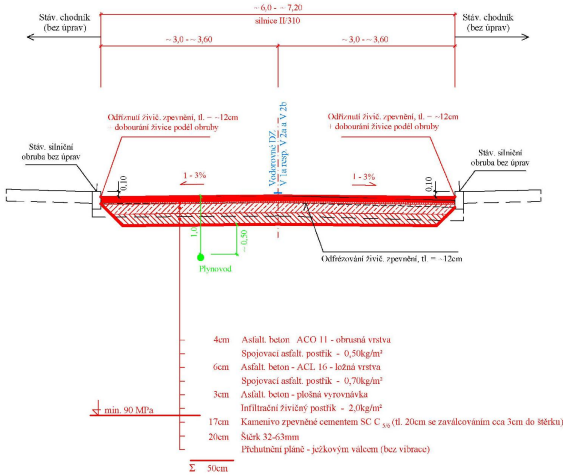 ~ 6,0 - ~ 7,20
silnice II/310
Stáv. chodník
(bez úprav)
Stáv. chodník
(bez úprav)
~ 3,0 - ~ 3,60
~ 3,0 - ~ 3,60
Odříznutí živič. zpevnění, tl. = ~12cm
+ dobourání živice podél obruby
Odříznutí živič. zpevnění, tl. = ~12cm
+ dobourání živice podél obruby
Vodorovné DZ
V 1a resp. V 2a a V 2b
Stáv. silniční
obruba bez úprav
Stáv. silniční
obruba bez úprav
1 - 3%
1 - 3%
0,10
0,10
1,0
~ 0,50
Plynovod
Odfrézování živič. zpevnění, tl. = ~12cm
4cm Asfalt. beton ACO 11 - obrusná vrstva
Spojovací asfalt. postřik - 0,50kg/m²
6cm Asfalt. beton - ACL 16 - ložná vrstva
Spojovací asfalt. postřik - 0,70kg/m²
3cm Asfalt. beton - plošná vyrovnávka
Infiltrační živičný postřik - 2,0kg/m²
min. 90 MPa
17cm Kamenivo zpevněné cementem SC C 5/6 (tl. 20cm se zaválcováním cca 3cm do štěrku)
20cm Štěrk 32-63mm
Přehutnění pláně - ježkovým válcem (bez vibrace)
Σ 50cm